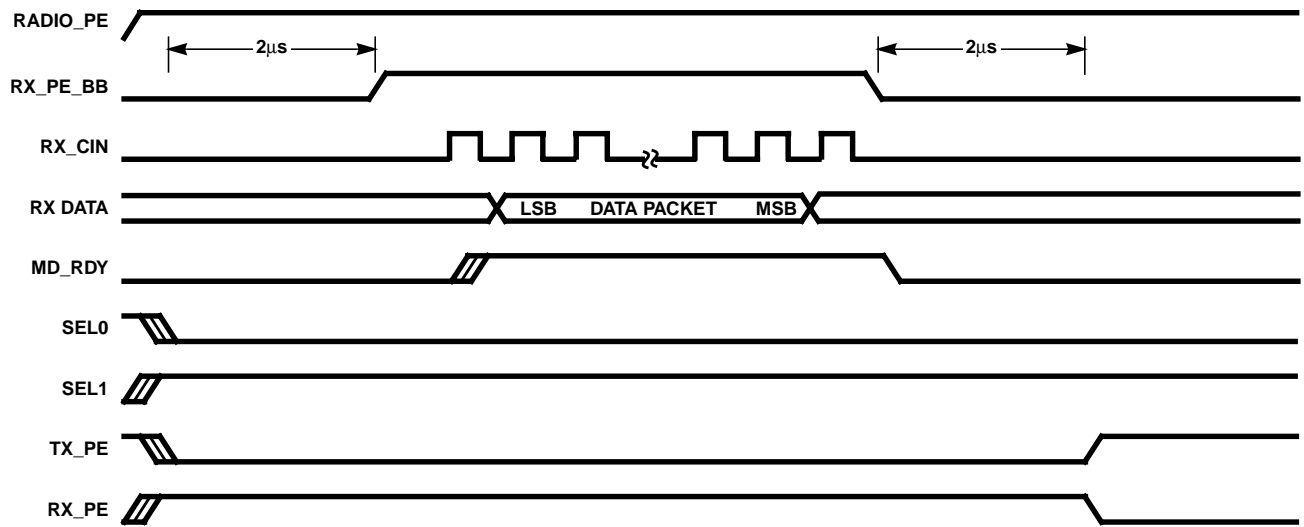 RADIO_PE
2μs
2μs
RX_PE_BB
RX_CIN
RX DATA
LSB DATA PACKET MSB
MD_RDY
SEL0
SEL1
TX_PE
RX_PE